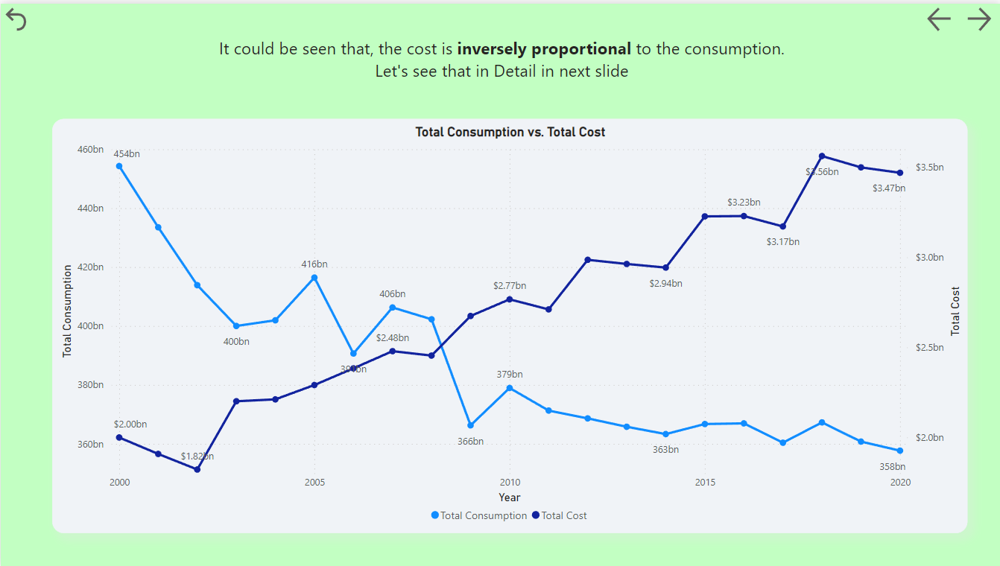 It could be seen that, the cost is inversely proportional to the consumption.
Let's see that in Detail in next slide
Total Consumption vs. Total Cost
460bn
440bn
420bn
400bn
380bn
360bn
Total Consumption
454bn
400bn
416bn
391bn
406bn
366bn
379bn
363bn
358bn
$2.00bn
$1.82bn
$2.48bn
$2.77bn
$2.94bn
$3.23bn
$3.17bn
$3.56bn
$3.47bn
$3.5bn
$3.0bn
$2.5bn
$2.0bn
Total Cost
2000 2005 2010 2015 2020
Year
Total Consumption Total Cost